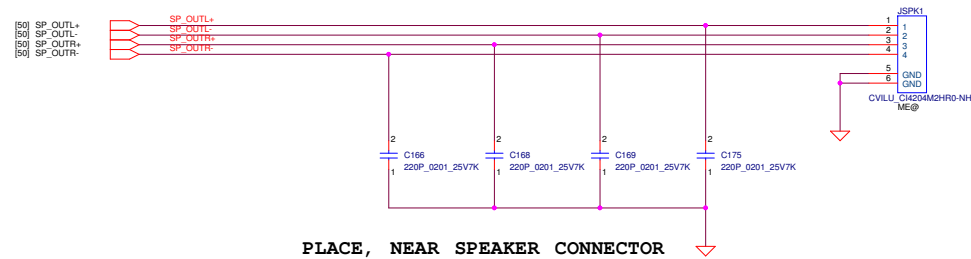 JSPK1
[50] SP_OUTL+ SP_OUTL+ 1 1
[50] SP_OUTL- SP_OUTL- 2 2
[50] SP_OUTR+ SP_OUTR+ 3 3
[50] SP_OUTR- SP_OUTR- 4 4
5 GND
6 GND
CVILU_CI4204M2HR0-NH
ME@
2 2 2 2
C166 C168 C169 C175
220P_0201_25V7K 220P_0201_25V7K 220P_0201_25V7K 220P_0201_25V7K
1 1 1 1
PLACE, NEAR SPEAKER CONNECTOR